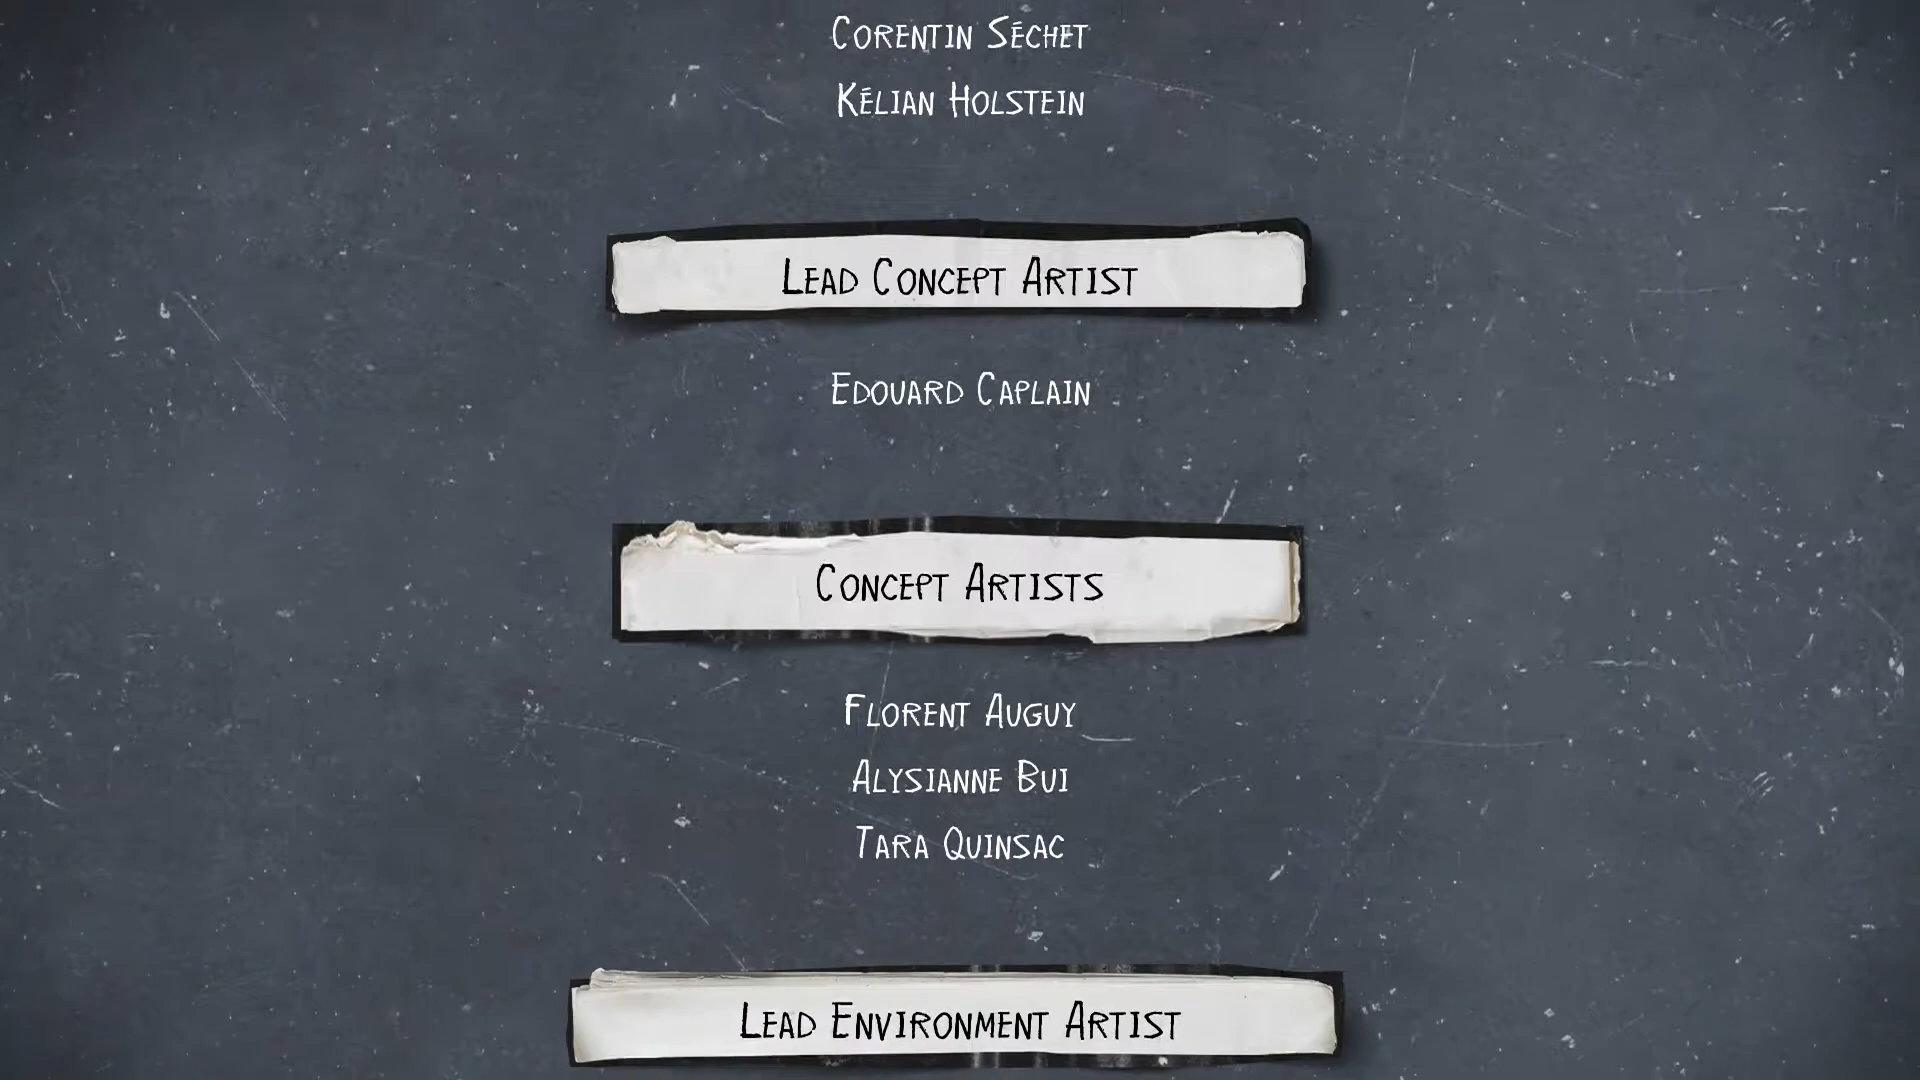 Corentin Séchet
Kélian Holstein
Lead Concept Artist
Edouard Caplain
Concept Artists
Florent Auguy
Alysianne Bui
Tara Quinsac
Lead Environment Artist